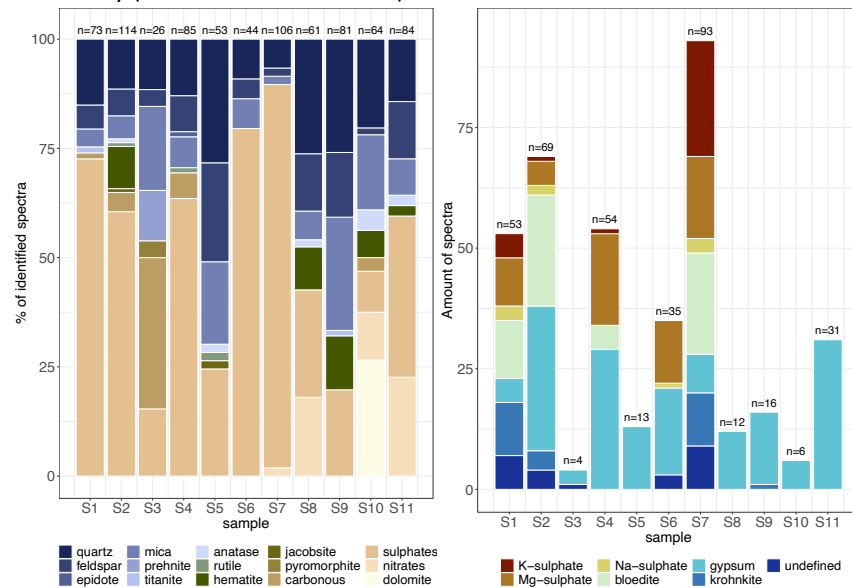 n=73 n=114 n=26 n=85 n=53 n=44 n=106 n=61 n=81 n=64 n=84
100
75
50
25
0
% of identified spectra
S1 S2 S3 S4 S5 S6 S7 S8 S9 S10 S11
sample
quartz mica anatase jacobsite sulphates
feldspar prehnite rutile pyromorphite nitrates
epidote titanite hematite carbonous dolomite
n=93
n=69
n=53 n=54
n=35
n=31
n=13 n=12 n=16
n=4 n=6
75
50
25
0
Amount of spectra
S1 S2 S3 S4 S5 S6 S7 S8 S9 S10 S11
sample
K−sulphate Na−sulphate gypsum undefined
Mg−sulphate bloedite krohnkite